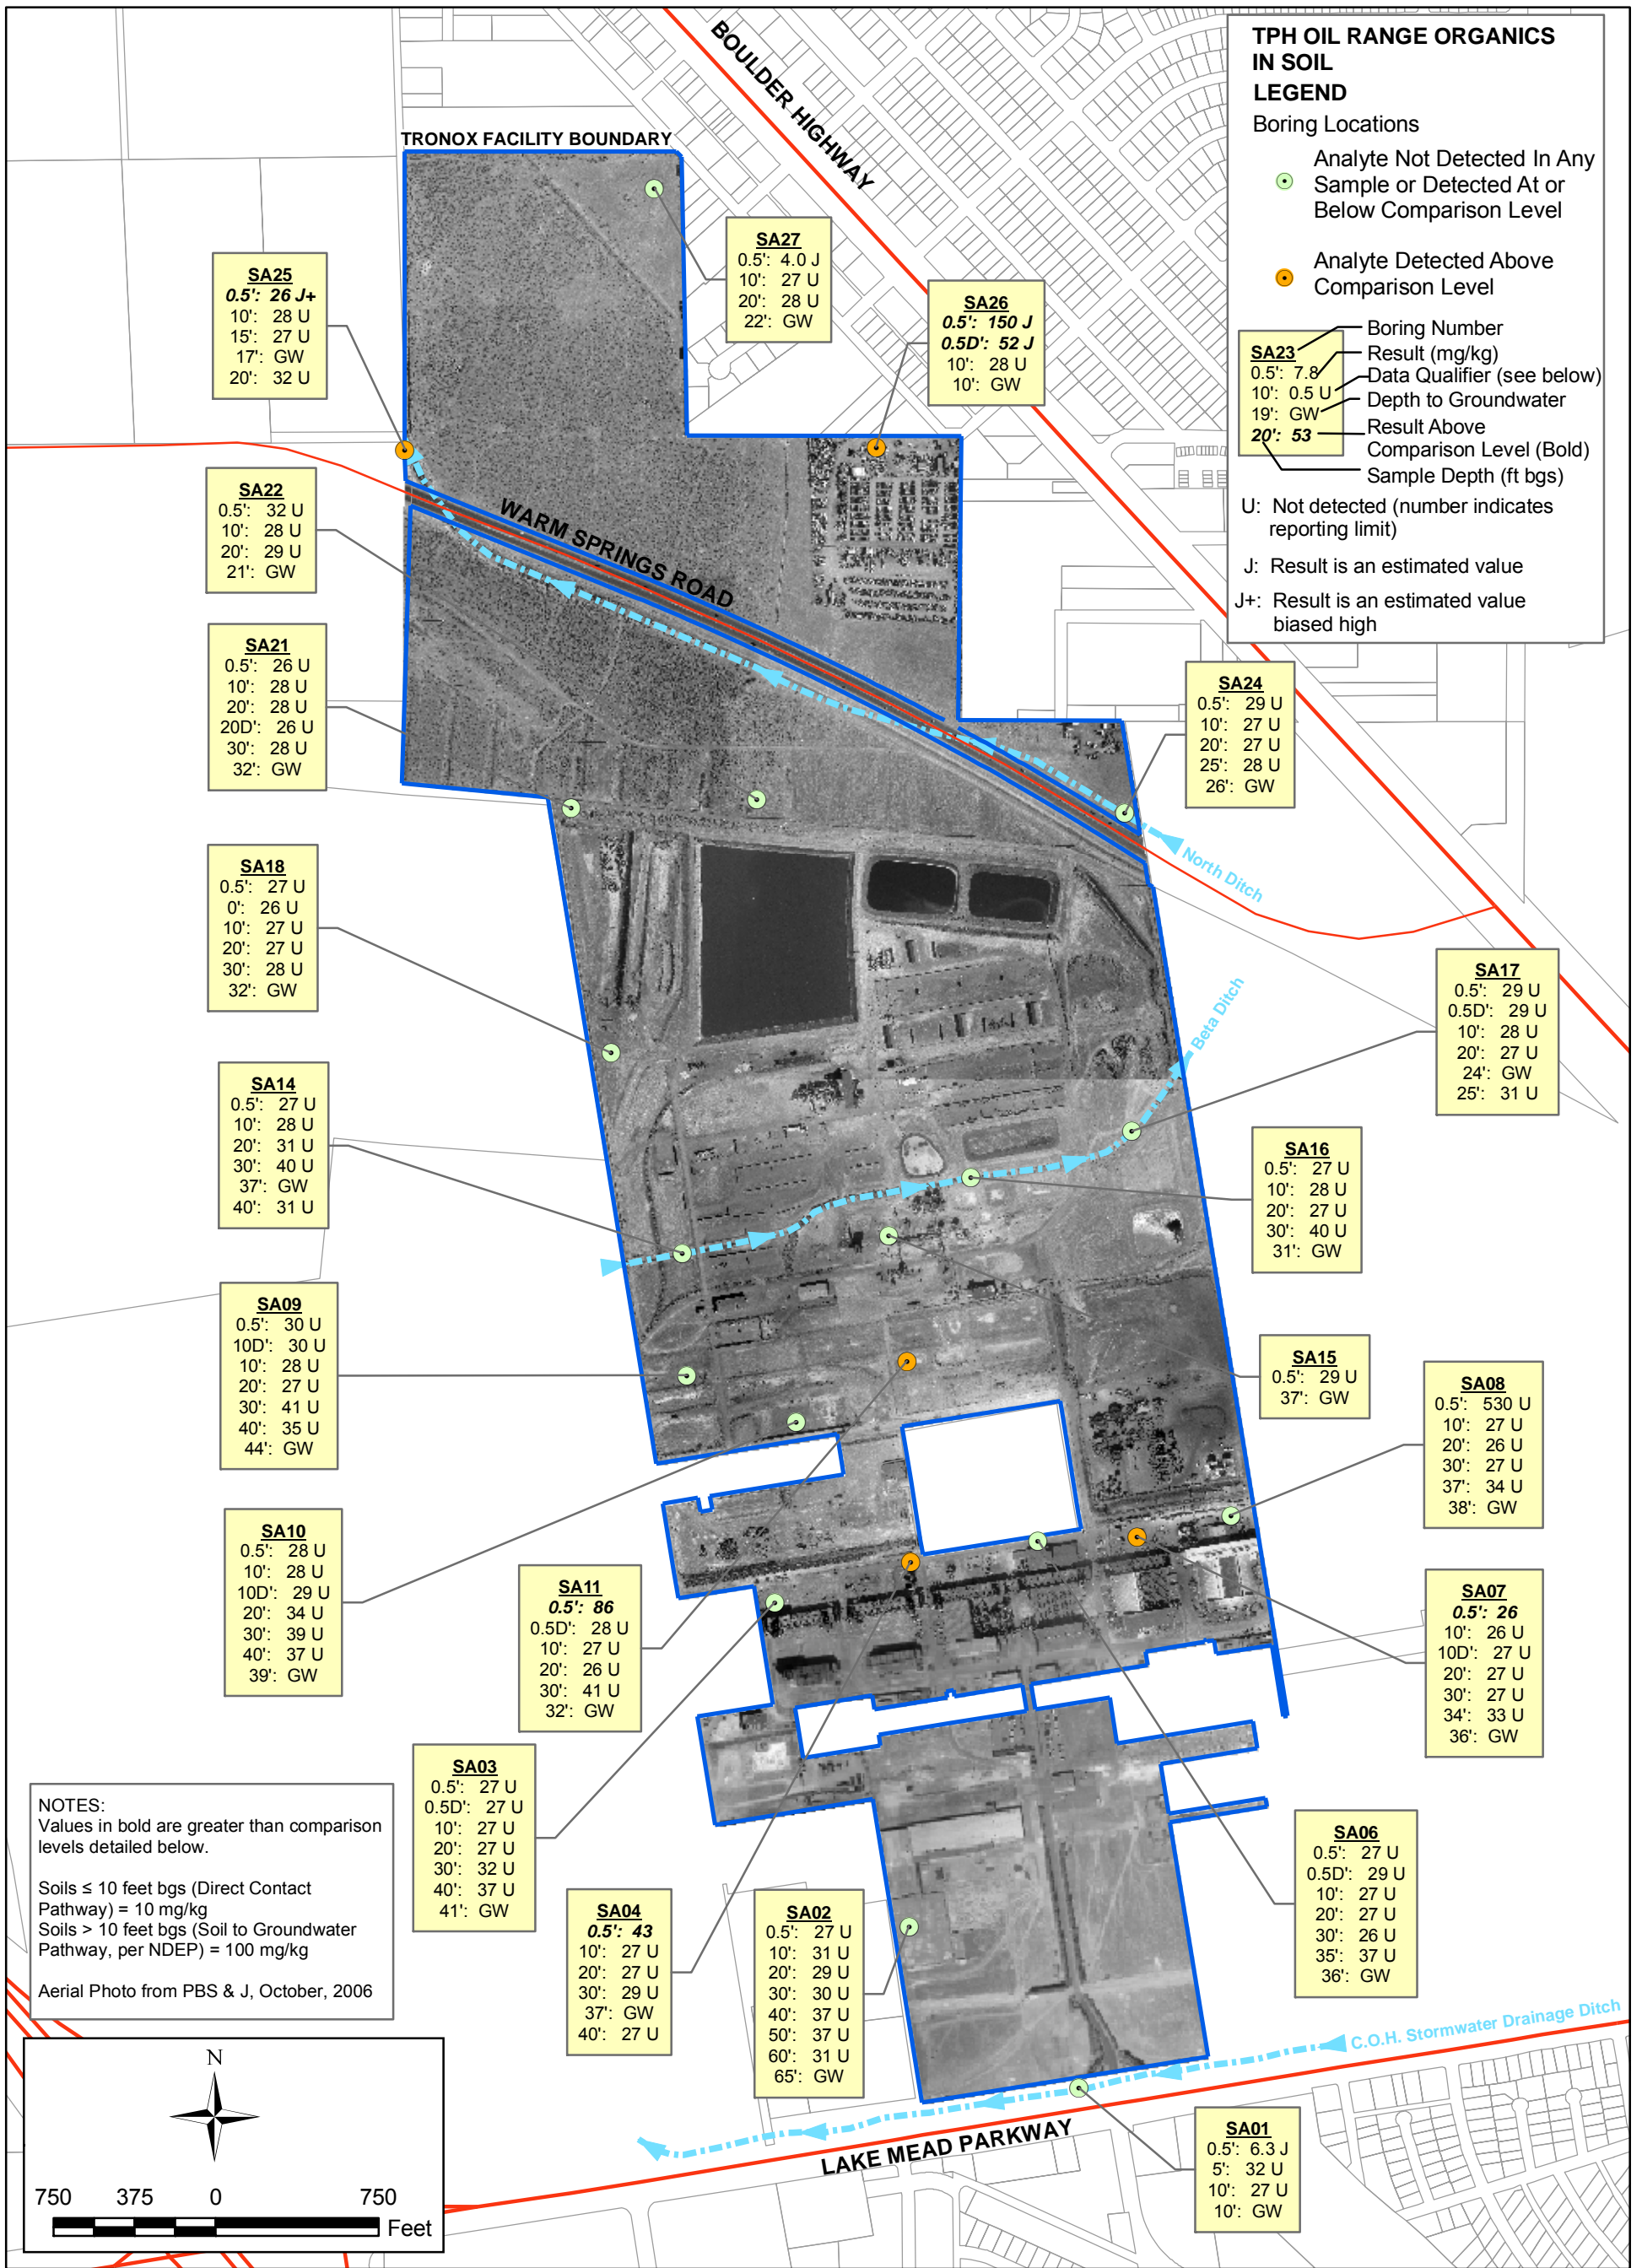 BOULDER HIGHWAY
TRONOX FACILITY BOUNDARY
TPH OIL RANGE ORGANICS
IN SOIL
LEGEND
Boring Locations
Analyte Not Detected In Any
Sample or Detected At or
Below Comparison Level
Analyte Detected Above
Comparison Level
SA23
0.5': 7.8
10': 0.5 U
19': GW
20': 53
Boring Number
Result (mg/kg)
Data Qualifier (see below)
Depth to Groundwater
Result Above
Comparison Level (Bold)
Sample Depth (ft bgs)
U: Not detected (number indicates
reporting limit)
J: Result is an estimated value
J+: Result is an estimated value
biased high
SA27
0.5': 4.0 J
10': 27 U
20': 28 U
22': GW
SA25
0.5': 26 J+
10': 28 U
15': 27 U
17': GW
20': 32 U
SA26
0.5': 150 J
0.5D': 52 J
10': 28 U
10': GW
SA22
0.5': 32 U
10': 28 U
20': 29 U
21': GW
WARM SPRINGS ROAD
SA21
0.5': 26 U
10': 28 U
20': 28 U
20D': 26 U
30': 28 U
32': GW
SA24
0.5': 29 U
10': 27 U
20': 27 U
25': 28 U
26': GW
North Ditch
SA18
0.5': 27 U
0': 26 U
10': 27 U
20': 27 U
30': 28 U
32': GW
SA17
0.5': 29 U
0.5D': 29 U
10': 28 U
20': 27 U
24': GW
25': 31 U
Beta Ditch
SA14
0.5': 27 U
10': 28 U
20': 31 U
30': 40 U
37': GW
40': 31 U
SA16
0.5': 27 U
10': 28 U
20': 27 U
30': 40 U
31': GW
SA09
0.5': 30 U
10D': 30 U
10': 28 U
20': 27 U
30': 41 U
40': 35 U
44': GW
SA15
0.5': 29 U
37': GW
SA08
0.5': 530 U
10': 27 U
20': 26 U
30': 27 U
37': 34 U
38': GW
SA10
0.5': 28 U
10': 28 U
10D': 29 U
20': 34 U
30': 39 U
40': 37 U
39': GW
SA11
0.5': 86
0.5D': 28 U
10': 27 U
20': 26 U
30': 41 U
32': GW
SA07
0.5': 26
10': 26 U
10D': 27 U
20': 27 U
30': 27 U
34': 33 U
36': GW
SA03
0.5': 27 U
0.5D': 27 U
10': 27 U
20': 27 U
30': 32 U
40': 37 U
41': GW
SA06
0.5': 27 U
0.5D': 29 U
10': 27 U
20': 27 U
30': 26 U
35': 37 U
36': GW
SA04
0.5': 43
10': 27 U
20': 27 U
30': 29 U
37': GW
40': 27 U
SA02
0.5': 27 U
10': 31 U
20': 29 U
30': 30 U
40': 37 U
50': 37 U
60': 31 U
65': GW
NOTES:
Values in bold are greater than comparison
levels detailed below.
Soils ≤ 10 feet bgs (Direct Contact
Pathway) = 10 mg/kg
Soils > 10 feet bgs (Soil to Groundwater
Pathway, per NDEP) = 100 mg/kg
Aerial Photo from PBS & J, October, 2006
C.O.H. Stormwater Drainage Ditch
LAKE MEAD PARKWAY
SA01
0.5': 6.3 J
5': 32 U
10': 27 U
10': GW
N
750 375 0 750
Feet